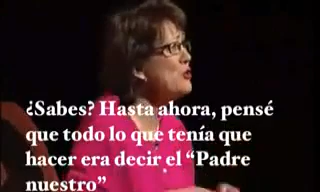 ¿Sabes? Hasta ahora, pensé
que todo lo que tenía que
hacer era decir el “Padre
nuestro”